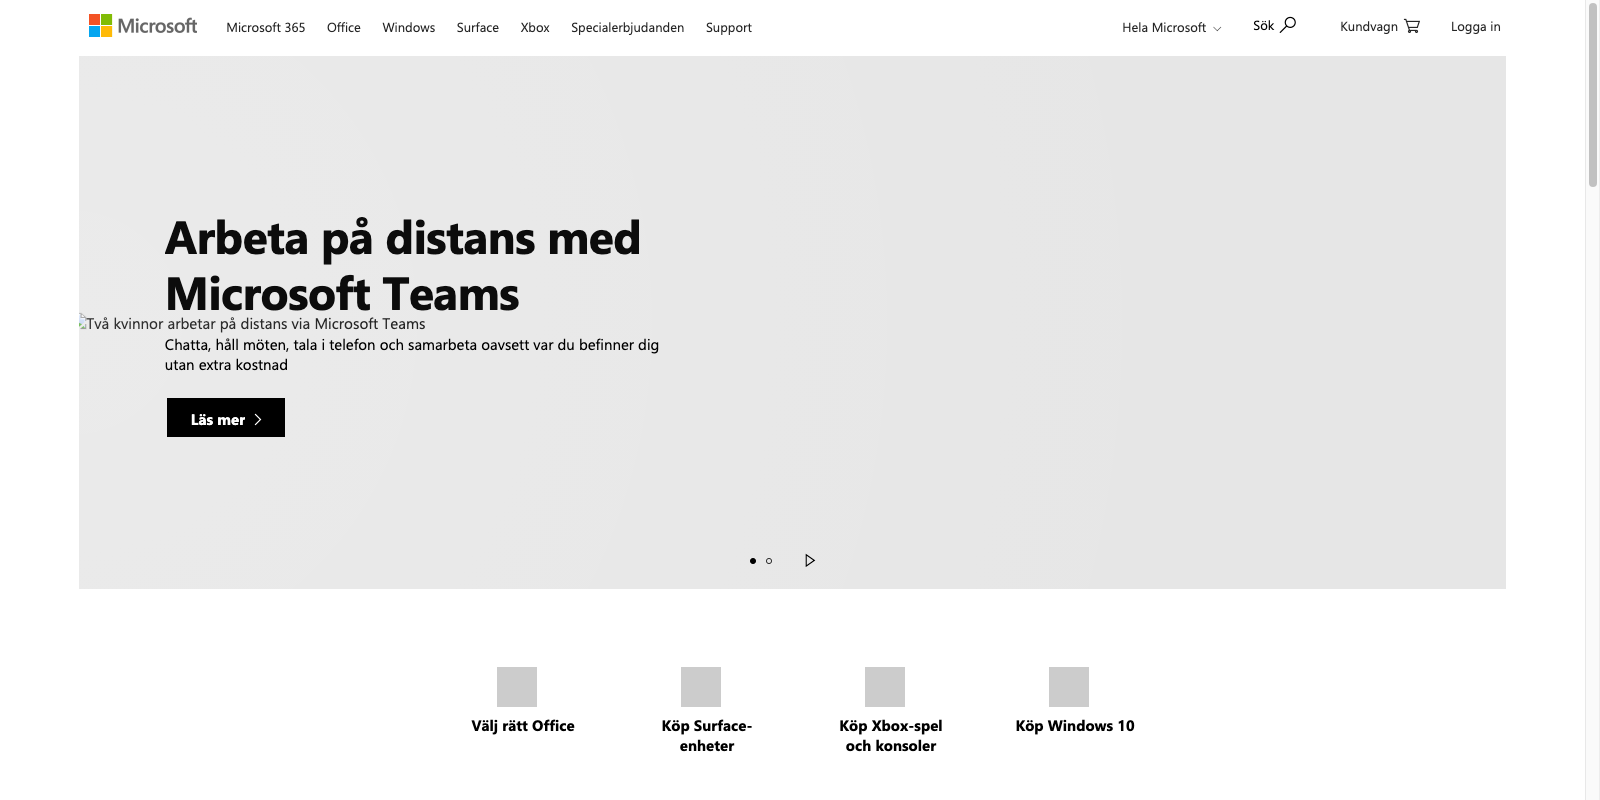 Microsoft
Microsoft 365 Office Windows Surface Xbox Specialerbjudanden Support
Hela Microsoft Sök Kundvagn Logga in
Arbeta på distans med
Microsoft Teams
Två kvinnor arbetar på distans via Microsoft Teams
Chatta, håll möten, tala i telefon och samarbeta oavsett var du befinner dig
utan extra kostnad
Läs mer
Välj rätt Office
Köp Surface-
enheter
Köp Xbox-spel
och konsoler
Köp Windows 10